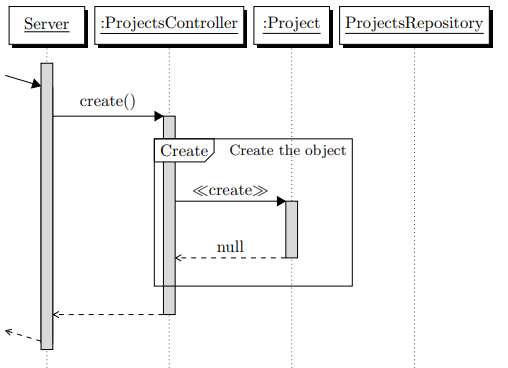 Server
:ProjectsController
:Project
ProjectsRepository
create()
Create
Create the object
≪create≫
null